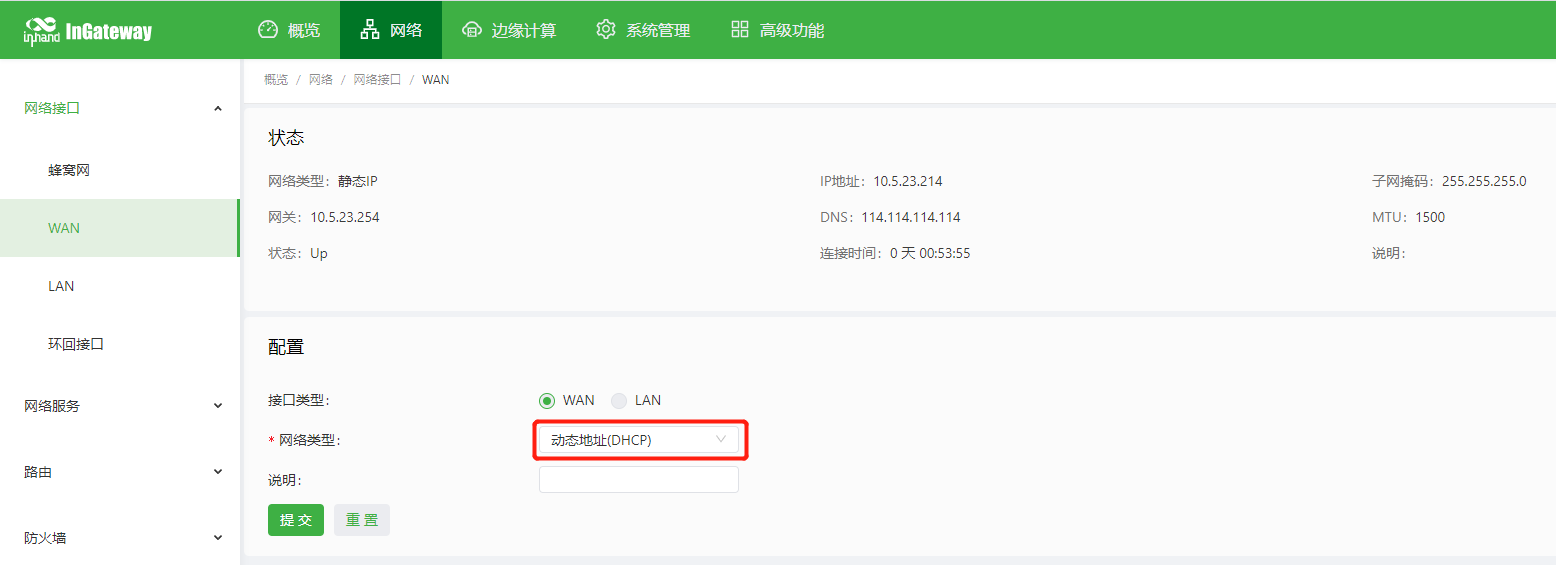 inhand InGateway 概览 网络 边缘计算 系统管理 高级功能
概览 / 网络 / 网络接口 / WAN
网络接口
蜂窝网
WAN
LAN
环回接口
网络服务
路由
防火墙
状态
网络类型: 静态IP IP地址: 10.5.23.214 子网掩码: 255.255.255.0
网关: 10.5.23.254 DNS: 114.114.114.114 MTU: 1500
状态: Up 连接时间: 0 天 00:53:55 说明:
配置
接口类型: WAN LAN
* 网络类型: 动态地址(DHCP)
说明:
提 交 重 置